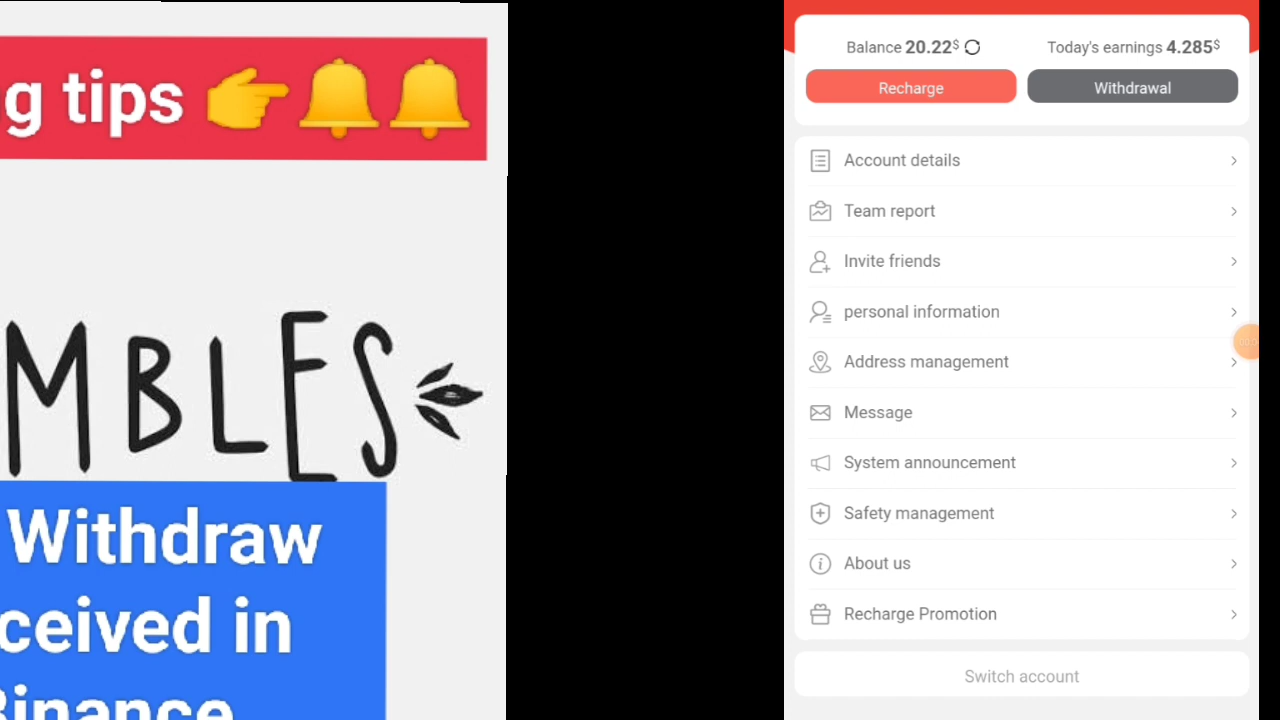 g tips 👉🔔🔔
MBLES
Withdraw
ceived in
Binance
Balance 20.22$
Today's earnings 4.285$
Recharge
Withdrawal
Account details
Team report
Invite friends
personal information
Address management
Message
System announcement
Safety management
About us
Recharge Promotion
Switch account